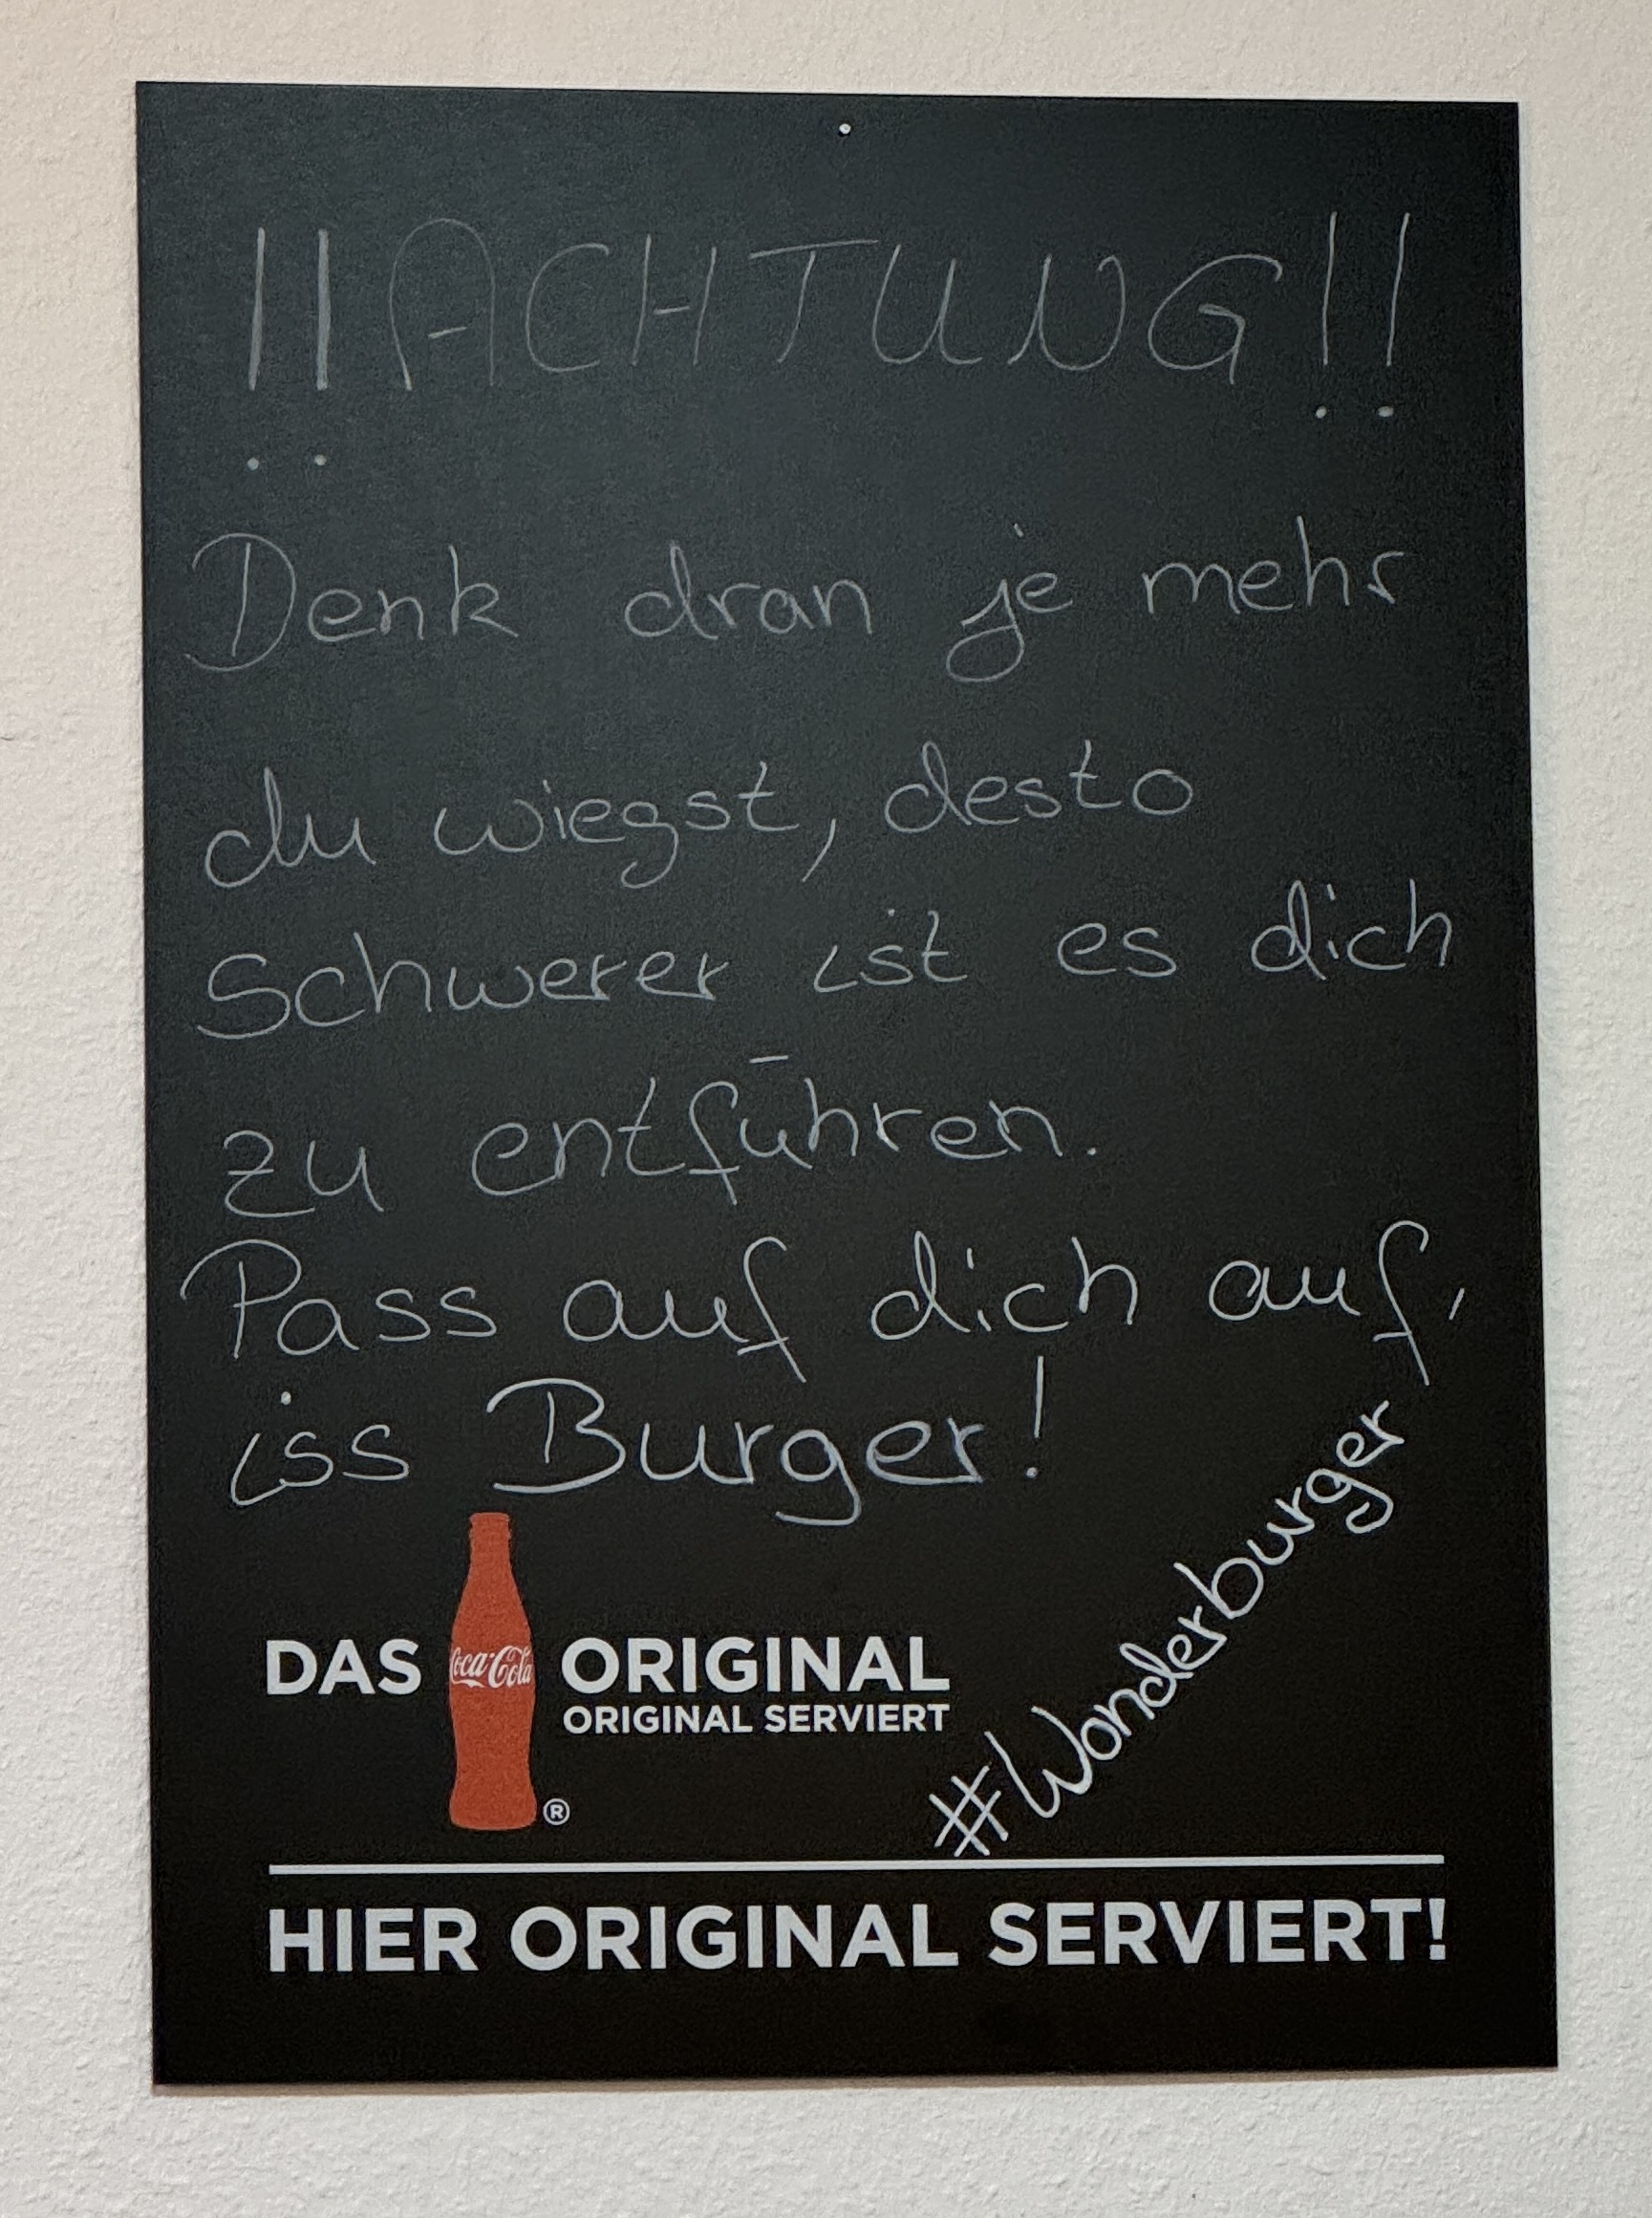 !! ACHTUNG !!
Denk dran je mehr
du wiegst, desto
Schwerer ist es dich
zu entführen.
Pass auf dich auf,
iss Burger!
#Wonderburger
DAS Coca-Cola ORIGINAL
ORIGINAL SERVIERT
®
HIER ORIGINAL SERVIERT!